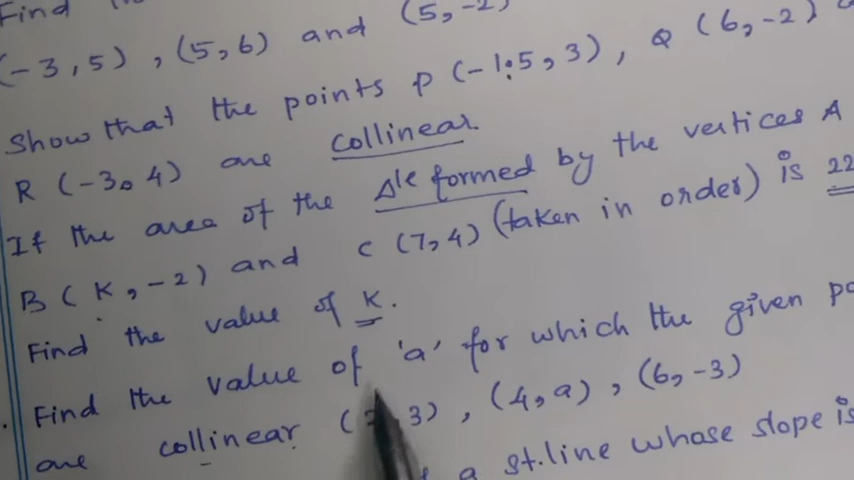 Find
(-3,5), (5,6) and (5,-2)
Show that the points P (-1.5, 3), Q (6,-2)
R (-3, 4) are collinear.
If the area of the Δle formed by the vertices A
B (K, -2) and C (7,4) (taken in order) is 22
Find the value of K.
Find the value of 'a' for which the given
are collinear ( 3), (4,a), (6,-3)
a st.line whose slope is